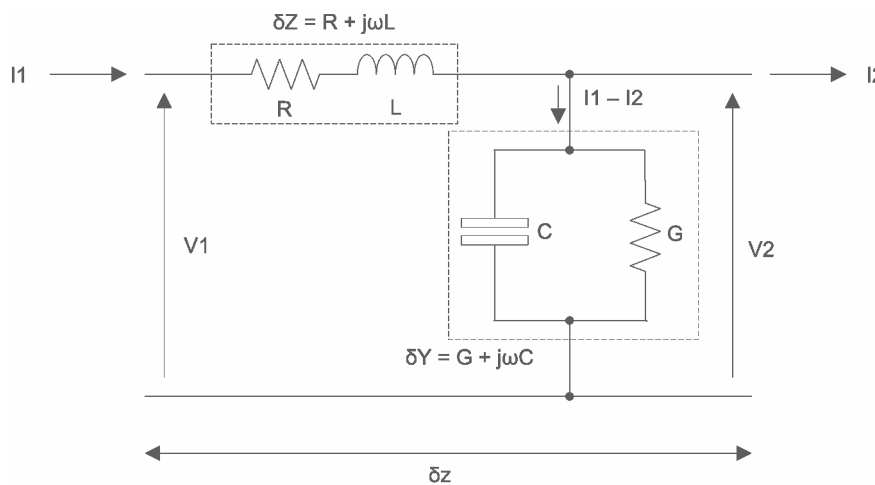 δZ = R + jωL
I1
I2
R
L
I1 – I2
V1
C
G
V2
δY = G + jωC
δz